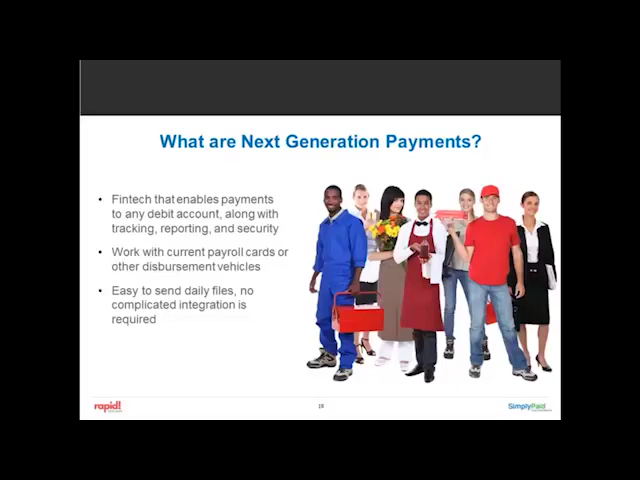 What are Next Generation Payments?
• Fintech that enables payments
to any debit account, along with
tracking, reporting, and security
• Work with current payroll cards or
other disbursement vehicles
• Easy to send daily files, no
complicated integration is
required
rapid!
19
SimplyPaid